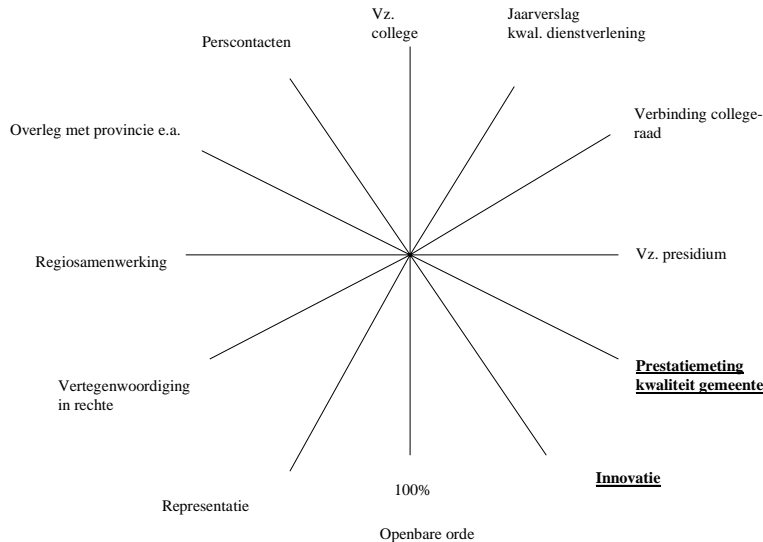 Vz.
college
Jaarverslag
kwal. dienstverlening
Perscontacten
Verbinding college-
raad
Overleg met provincie e.a.
Regiosamenwerking
Vz. presidium
Prestatiemeting
kwaliteit gemeente
Vertegenwoordiging
in rechte
Innovatie
100%
Representatie
Openbare orde